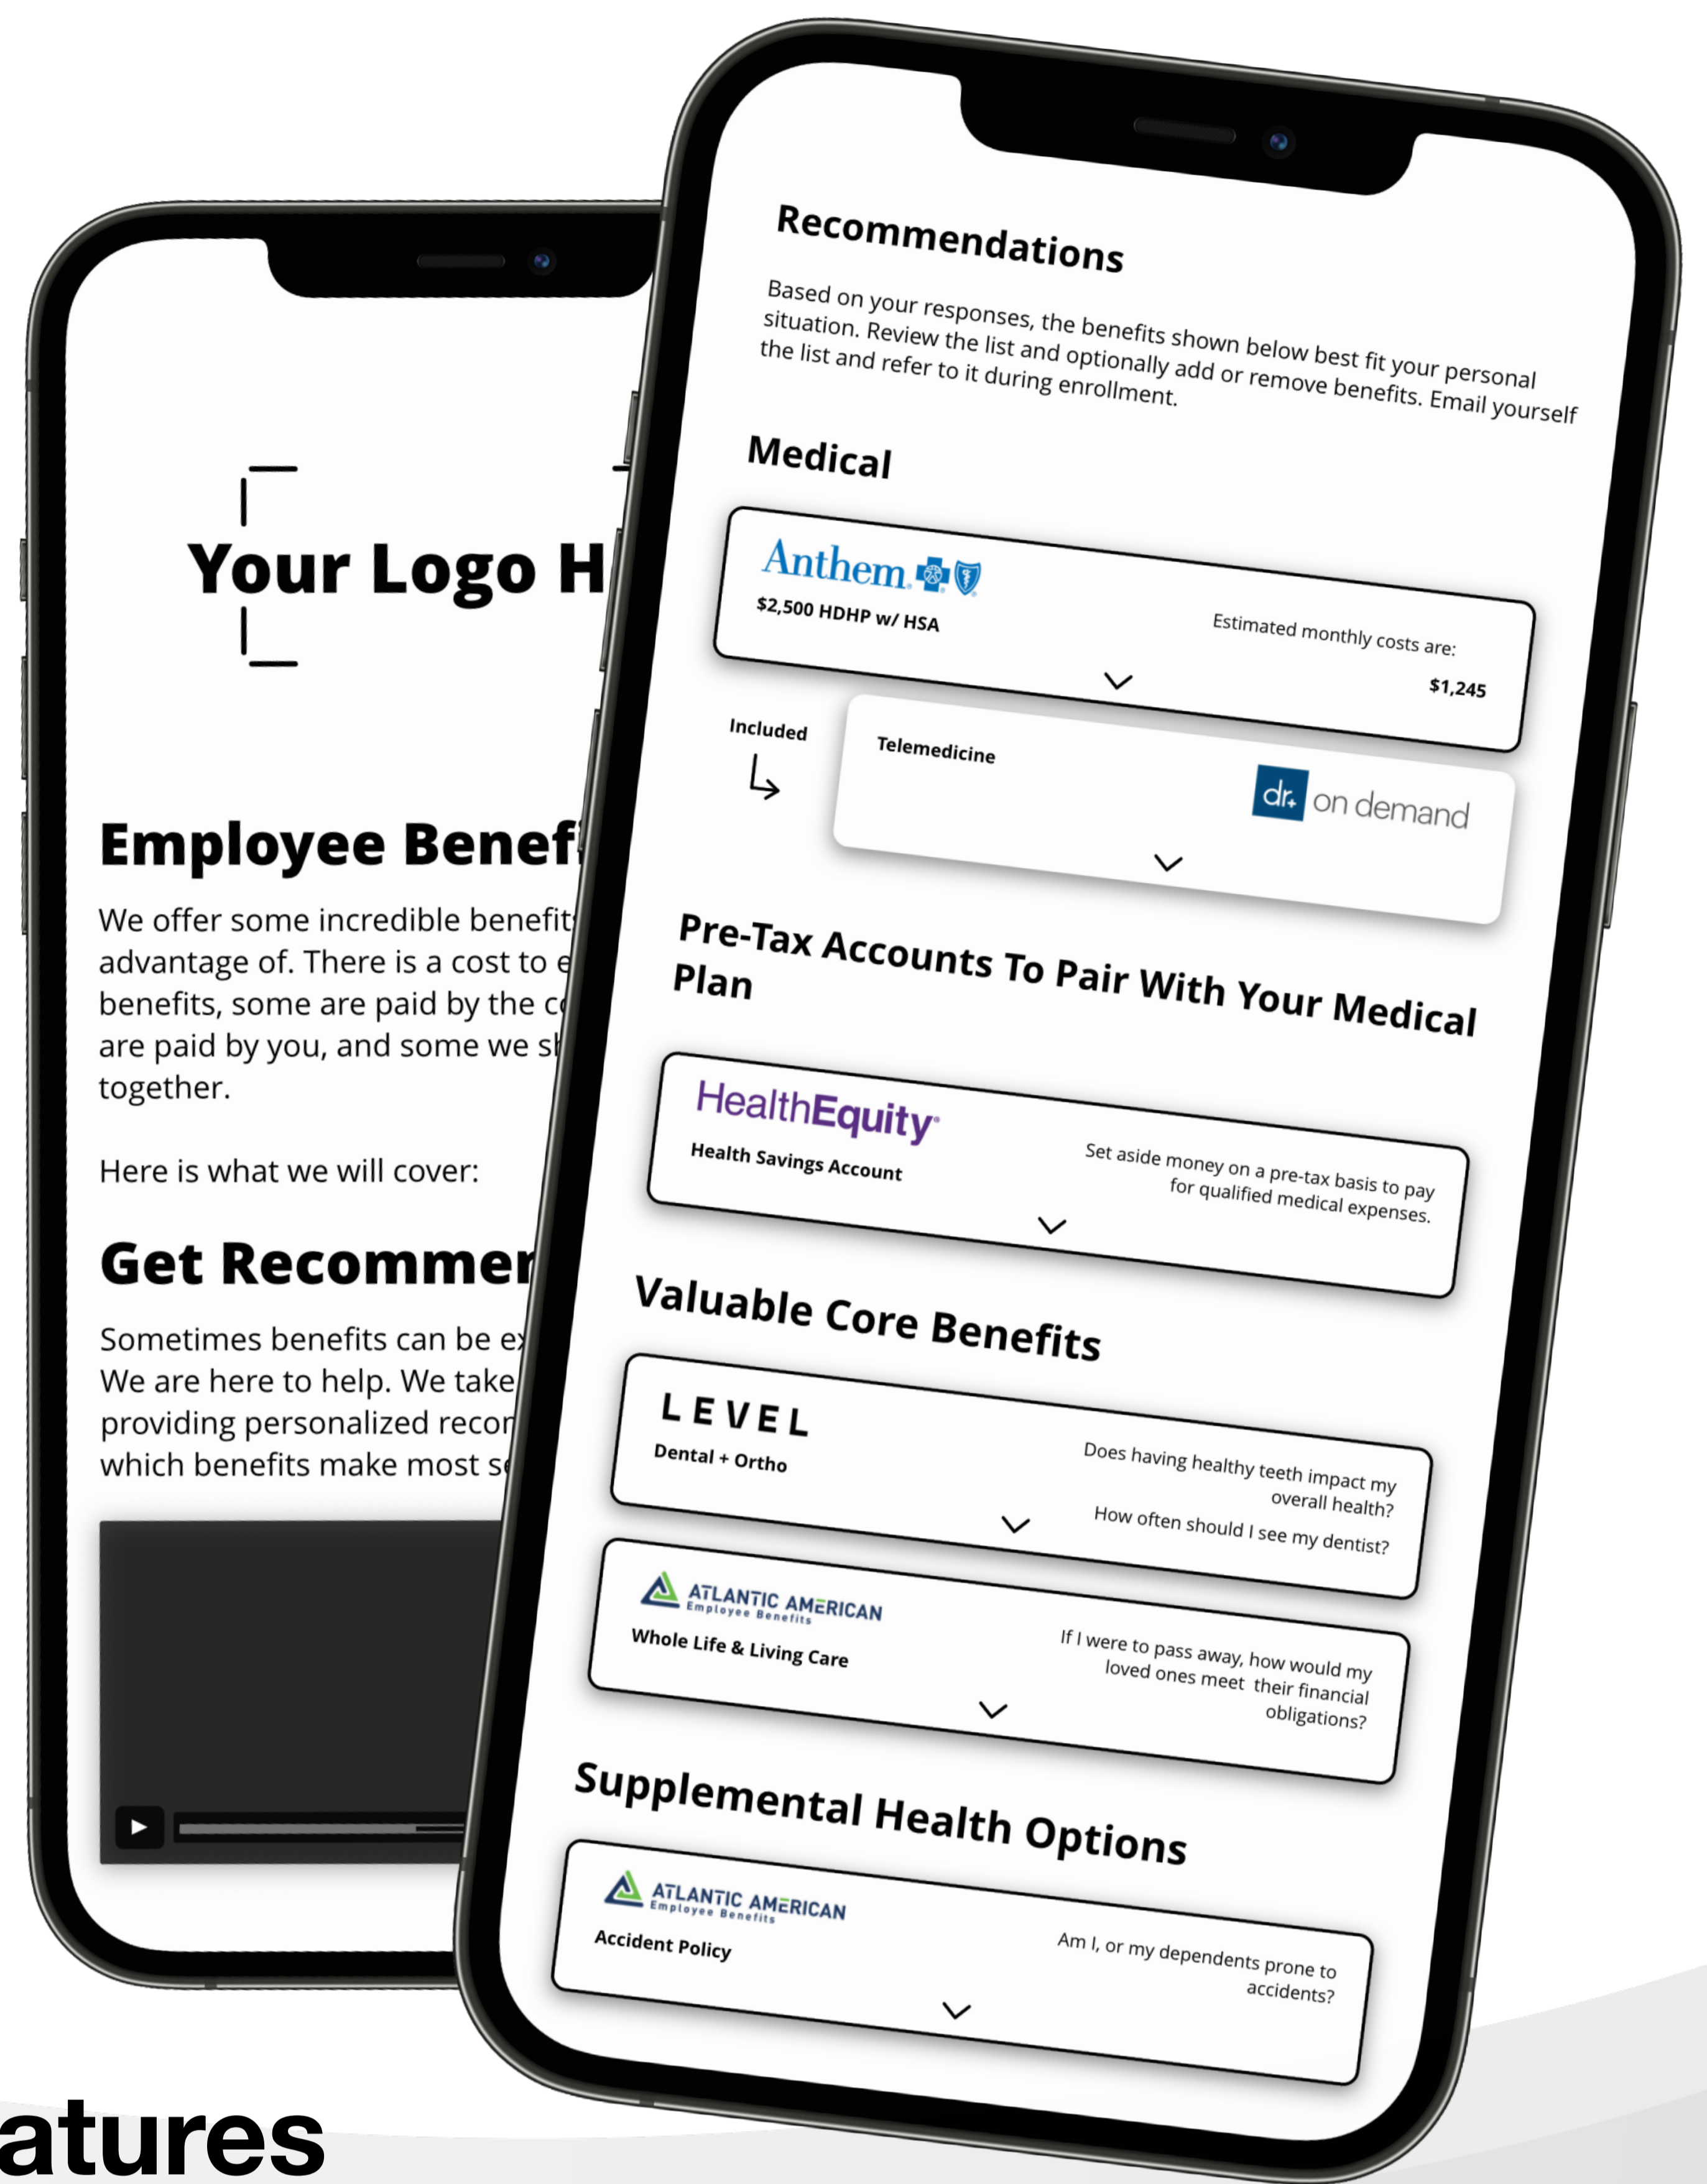 Your Logo H
Employee Benefi
We offer some incredible benefits
advantage of. There is a cost to e
benefits, some are paid by the co
are paid by you, and some we sh
together.
Here is what we will cover:
Get Recommen
Sometimes benefits can be ex
We are here to help. We take
providing personalized recom
which benefits make most se
Recommendations
Based on your responses, the benefits shown below best fit your personal
situation. Review the list and optionally add or remove benefits. Email yourself
the list and refer to it during enrollment.
Medical
Anthem
$2,500 HDHP w/ HSA
Estimated monthly costs are:
$1,245
Included
Telemedicine
dr+ on demand
Pre-Tax Accounts To Pair With Your Medical
Plan
HealthEquity
Health Savings Account
Set aside money on a pre-tax basis to pay
for qualified medical expenses.
Valuable Core Benefits
LEVEL
Dental + Ortho
Does having healthy teeth impact my
overall health?
How often should I see my dentist?
ATLANTIC AMERICAN
Employee Benefits
Whole Life & Living Care
If I were to pass away, how would my
loved ones meet their financial
obligations?
Supplemental Health Options
ATLANTIC AMERICAN
Employee Benefits
Accident Policy
Am I, or my dependents prone to
accidents?
atures